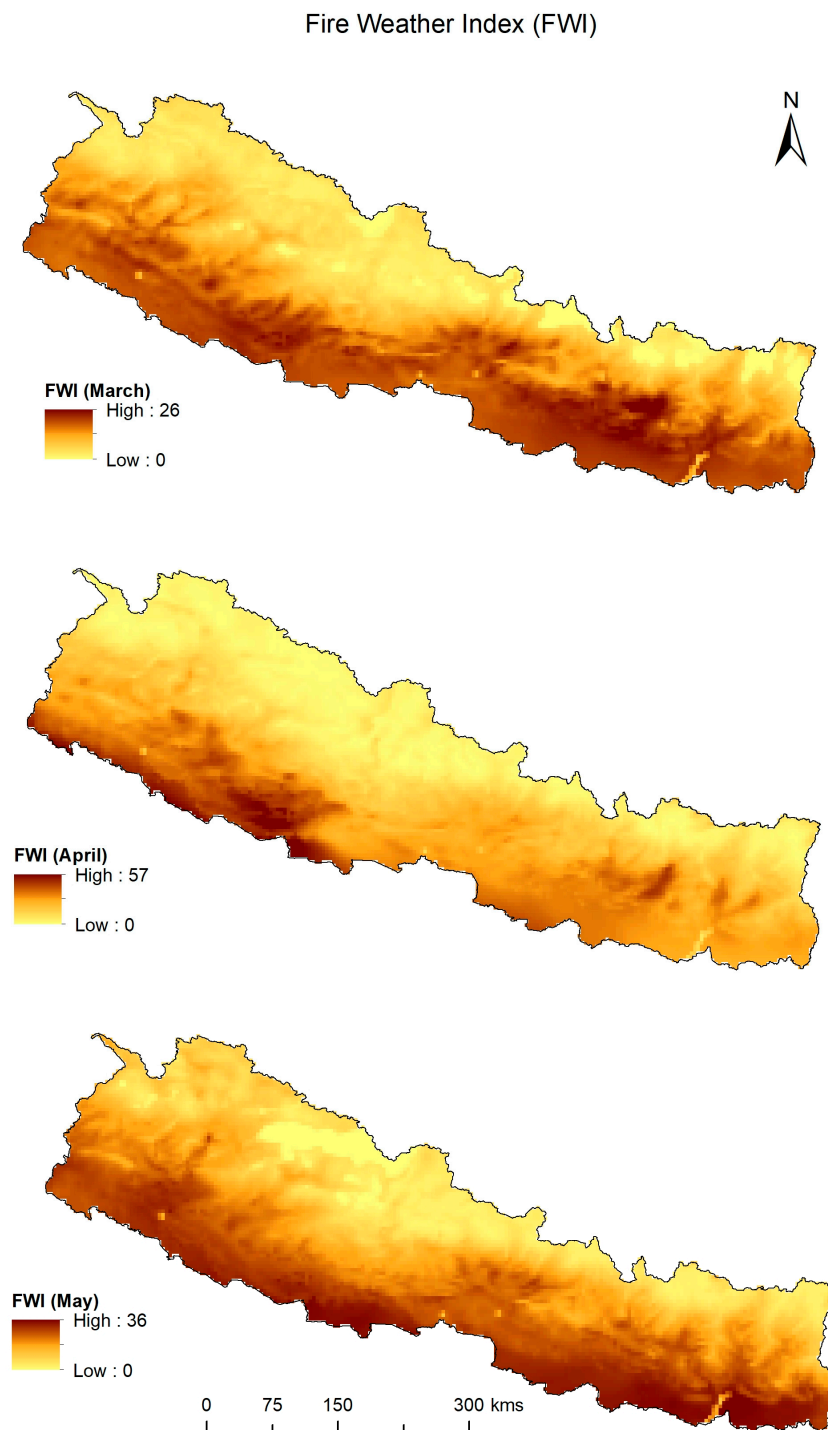 Fire Weather Index (FWI)
N
FWI (March)
High : 26
Low : 0
FWI (April)
High : 57
Low : 0
FWI (May)
High : 36
Low : 0
0 75 150 300 kms